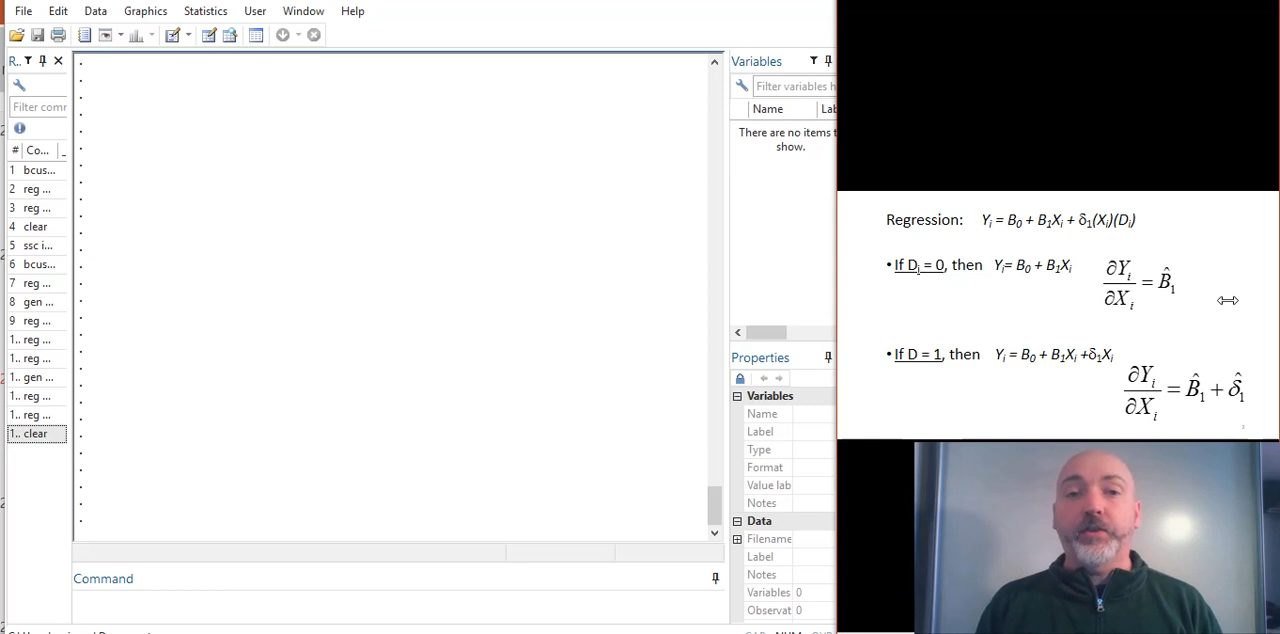 File Edit Data Graphics Statistics User Window Help
R..
Filter comm
# Co...
1 bcus...
2 reg ...
3 reg ...
4 clear
5 ssc i...
6 bcus...
7 reg ...
8 gen ...
9 reg ...
1.. reg ...
1.. reg ...
1.. gen ...
1.. reg ...
1.. reg ...
1.. clear
Command
Variables
Filter variables h
Name Lab
There are no items t
show.
Properties
Variables
Name
Label
Type
Format
Value lab
Notes
Data
Filename
Label
Notes
Variables 0
Observat 0
Regression: Yi = B0 + B1Xi + δ1(Xi)(Di)
• If Di = 0, then Yi= B0 + B1Xi
∂Yi/∂Xi = B̂1
• If D = 1, then Yi = B0 + B1Xi +δ1Xi
∂Yi/∂Xi = B̂1 + δ̂1